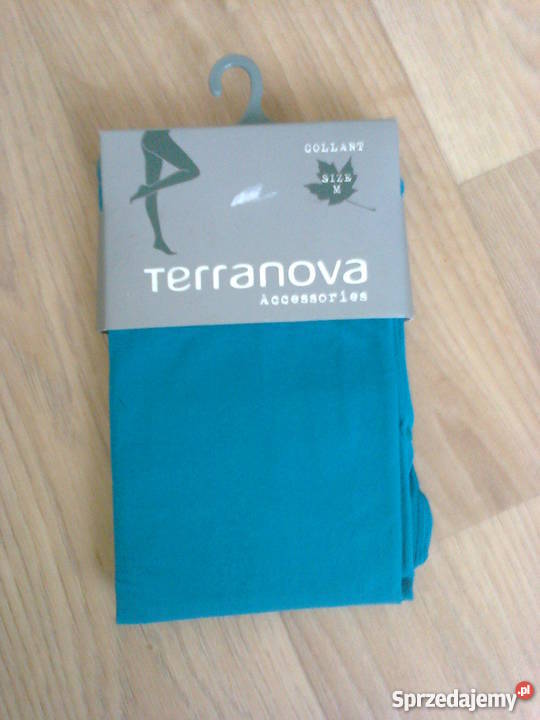 COLLANT
SIZE
M
Terranova
Accessories
Sprzedajemy.pl